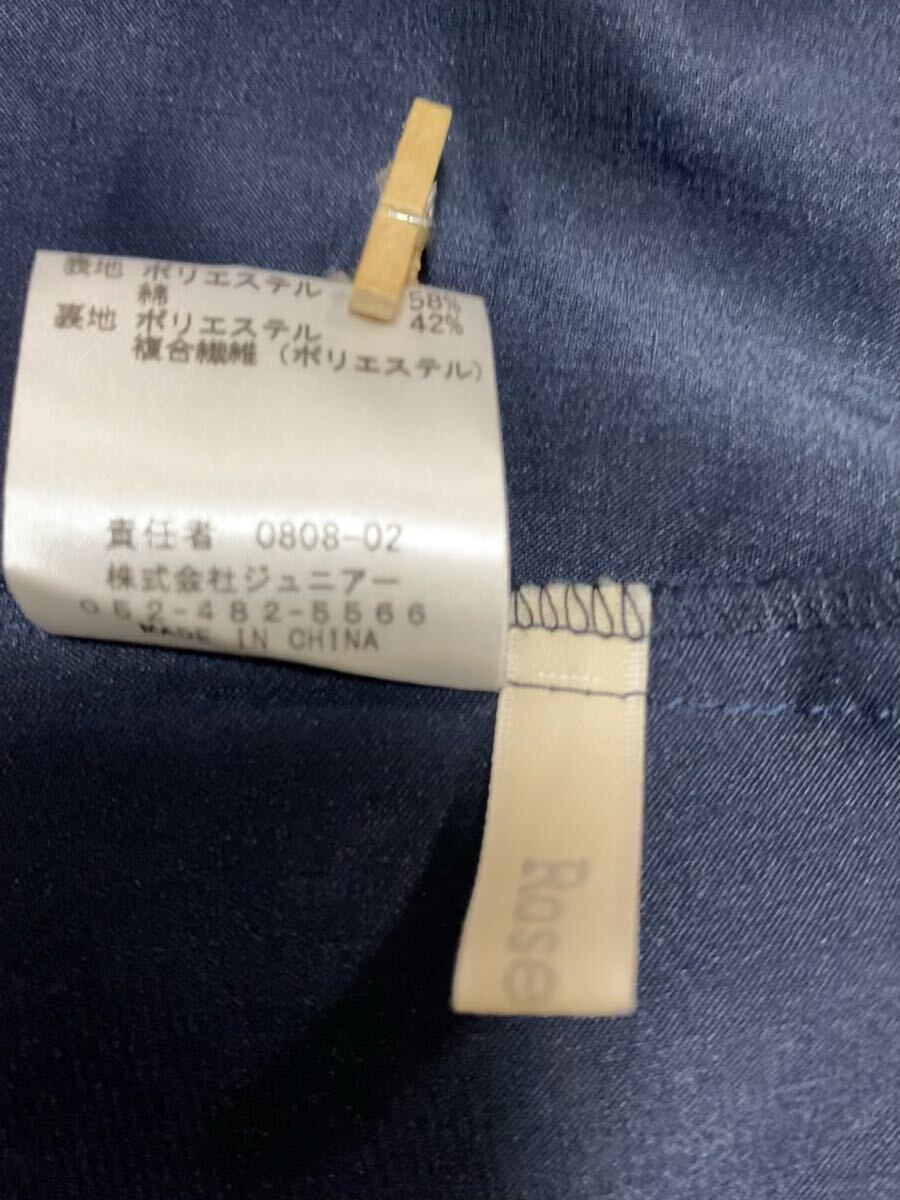 表地 ポリエステル 58%
綿 42%
裏地 ポリエステル
複合繊維 (ポリエステル)
責任者 0808-02
株式会社ジュニアー
052-482-5566
MADE IN CHINA
Rose